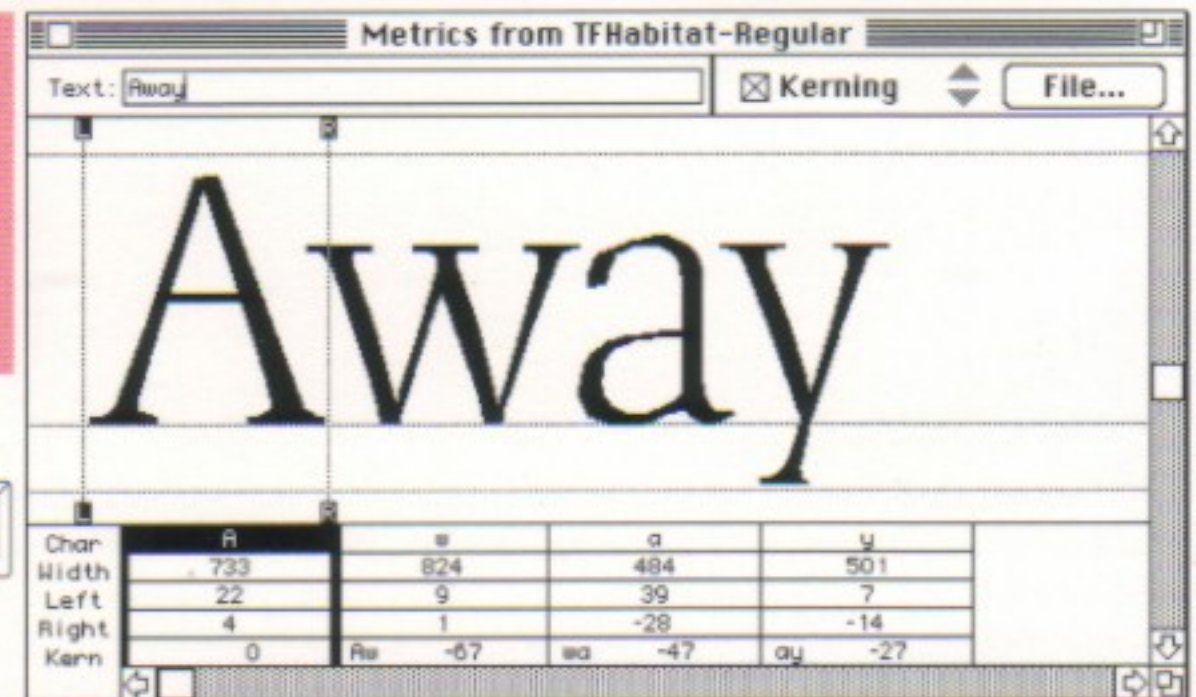 Metrics from TFHabitat-Regular
Text: Away Kerning File...
Away
Char A w a y
Width 733 824 484 501
Left 22 9 39 7
Right 4 1 -28 -14
Kern 0 Aw -67 wa -47 ay -27